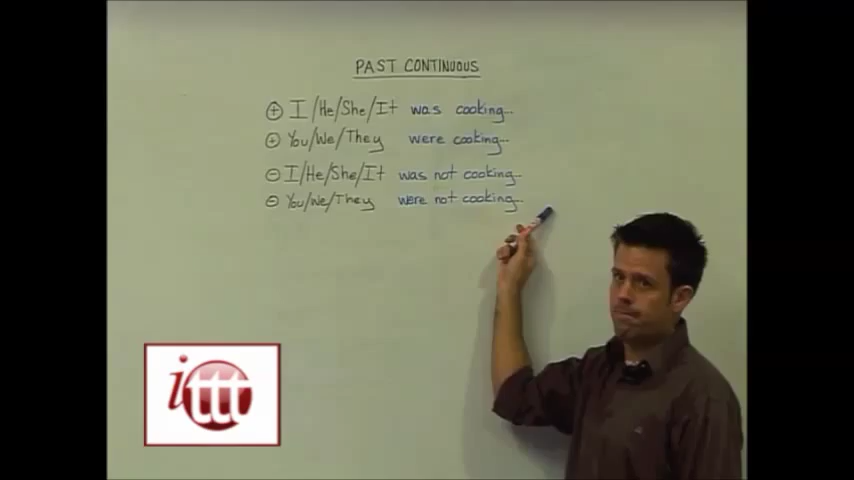 PAST CONTINUOUS
⊕ I/He/She/It was cooking...
⊕ You/We/They were cooking...
⊖ I/He/She/It was not cooking...
⊖ You/We/They were not cooking...
ittt